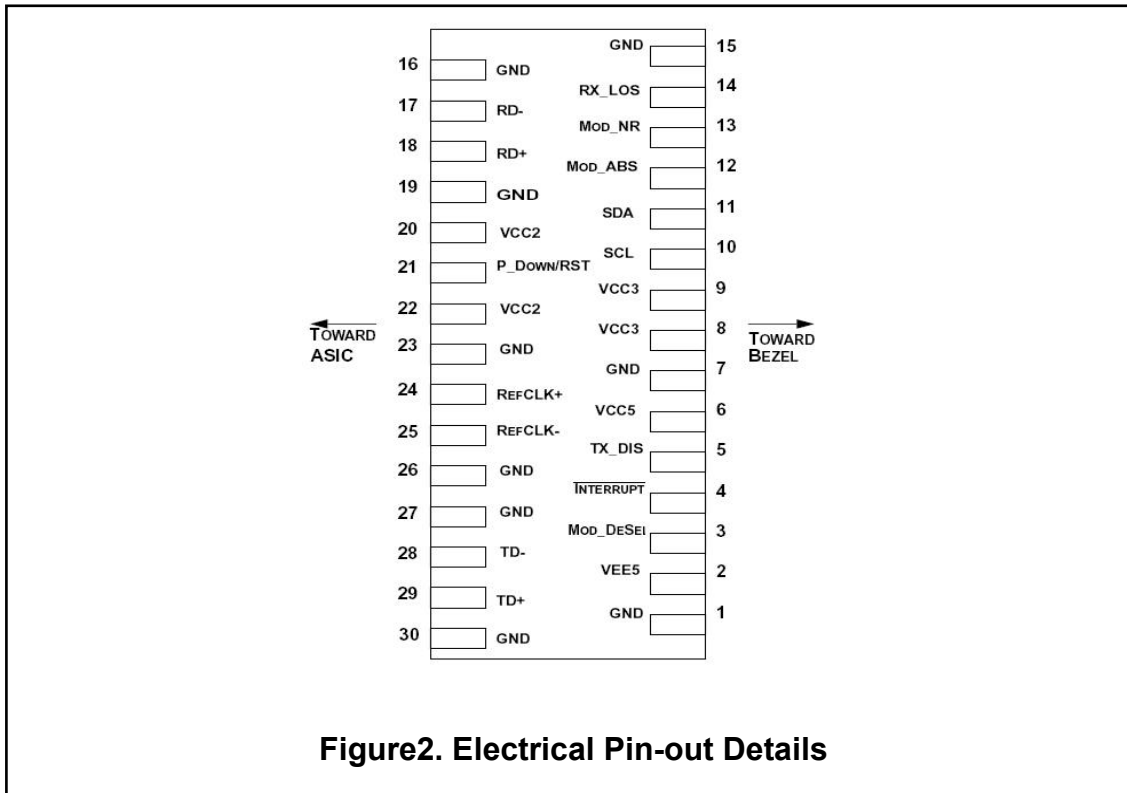 GND 15
16 GND
RX_LOS 14
17 RD-
MOD_NR 13
18 RD+
MOD_ABS 12
19 GND
SDA 11
20 VCC2
SCL 10
21 P_DOWN/RST
VCC3 9
22 VCC2
VCC3 8
TOWARD ASIC
TOWARD BEZEL
23 GND
GND 7
24 REFCLK+
VCC5 6
25 REFCLK-
TX_DIS 5
26 GND
INTERRUPT 4
27 GND
MOD_DESEl 3
28 TD-
VEE5 2
29 TD+
GND 1
30 GND
Figure2. Electrical Pin-out Details